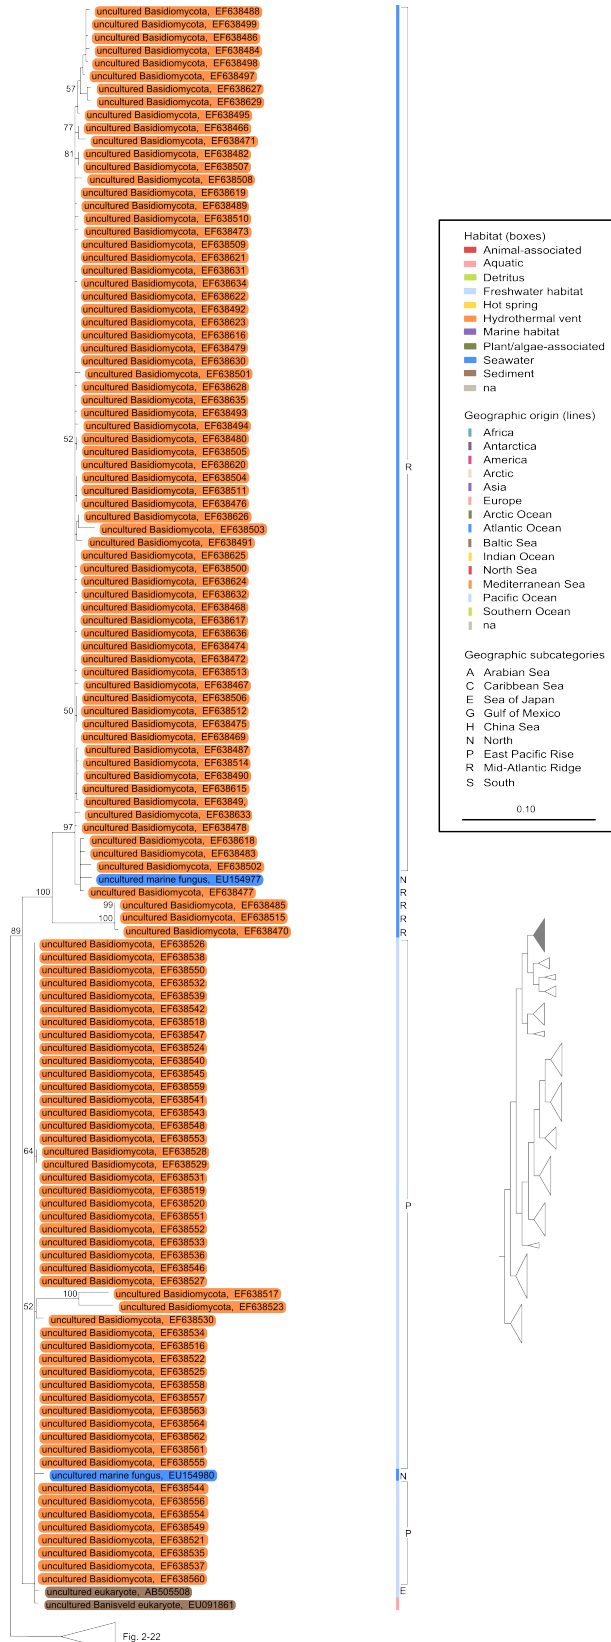 uncultured Basidiomycota, EF638488
uncultured Basidiomycota, EF638499
uncultured Basidiomycota, EF638486
uncultured Basidiomycota, EF638484
uncultured Basidiomycota, EF638498
uncultured Basidiomycota, EF638497
57
uncultured Basidiomycota, EF638627
uncultured Basidiomycota, EF638629
uncultured Basidiomycota, EF638495
77
uncultured Basidiomycota, EF638466
uncultured Basidiomycota, EF638471
81
uncultured Basidiomycota, EF638482
uncultured Basidiomycota, EF638507
uncultured Basidiomycota, EF638508
uncultured Basidiomycota, EF638619
uncultured Basidiomycota, EF638489
uncultured Basidiomycota, EF638510
uncultured Basidiomycota, EF638473
uncultured Basidiomycota, EF638509
uncultured Basidiomycota, EF638621
uncultured Basidiomycota, EF638631
uncultured Basidiomycota, EF638634
uncultured Basidiomycota, EF638622
uncultured Basidiomycota, EF638492
uncultured Basidiomycota, EF638623
uncultured Basidiomycota, EF638616
uncultured Basidiomycota, EF638479
uncultured Basidiomycota, EF638630
uncultured Basidiomycota, EF638501
uncultured Basidiomycota, EF638628
uncultured Basidiomycota, EF638635
uncultured Basidiomycota, EF638493
uncultured Basidiomycota, EF638494
52
uncultured Basidiomycota, EF638480
uncultured Basidiomycota, EF638505
uncultured Basidiomycota, EF638620
R
uncultured Basidiomycota, EF638504
uncultured Basidiomycota, EF638511
uncultured Basidiomycota, EF638476
uncultured Basidiomycota, EF638626
uncultured Basidiomycota, EF638503
uncultured Basidiomycota, EF638491
uncultured Basidiomycota, EF638625
uncultured Basidiomycota, EF638500
uncultured Basidiomycota, EF638624
uncultured Basidiomycota, EF638632
uncultured Basidiomycota, EF638468
uncultured Basidiomycota, EF638617
uncultured Basidiomycota, EF638636
uncultured Basidiomycota, EF638474
uncultured Basidiomycota, EF638472
uncultured Basidiomycota, EF638513
uncultured Basidiomycota, EF638467
uncultured Basidiomycota, EF638506
50
uncultured Basidiomycota, EF638512
uncultured Basidiomycota, EF638475
uncultured Basidiomycota, EF638469
uncultured Basidiomycota, EF638487
uncultured Basidiomycota, EF638514
uncultured Basidiomycota, EF638490
uncultured Basidiomycota, EF638615
uncultured Basidiomycota, EF63849,
uncultured Basidiomycota, EF638633
97
uncultured Basidiomycota, EF638478
uncultured Basidiomycota, EF638618
uncultured Basidiomycota, EF638483
uncultured Basidiomycota, EF638502
uncultured marine fungus, EU154977
N
100
uncultured Basidiomycota, EF638477
R
99
uncultured Basidiomycota, EF638485
R
100
uncultured Basidiomycota, EF638515
R
89
uncultured Basidiomycota, EF638470
R
uncultured Basidiomycota, EF638526
uncultured Basidiomycota, EF638538
uncultured Basidiomycota, EF638550
uncultured Basidiomycota, EF638532
uncultured Basidiomycota, EF638539
uncultured Basidiomycota, EF638542
uncultured Basidiomycota, EF638518
uncultured Basidiomycota, EF638547
uncultured Basidiomycota, EF638524
uncultured Basidiomycota, EF638540
uncultured Basidiomycota, EF638545
uncultured Basidiomycota, EF638559
uncultured Basidiomycota, EF638541
uncultured Basidiomycota, EF638543
uncultured Basidiomycota, EF638548
uncultured Basidiomycota, EF638553
64
uncultured Basidiomycota, EF638528
uncultured Basidiomycota, EF638529
uncultured Basidiomycota, EF638531
uncultured Basidiomycota, EF638519
uncultured Basidiomycota, EF638520
P
uncultured Basidiomycota, EF638551
uncultured Basidiomycota, EF638552
uncultured Basidiomycota, EF638533
uncultured Basidiomycota, EF638536
uncultured Basidiomycota, EF638546
uncultured Basidiomycota, EF638527
100
uncultured Basidiomycota, EF638517
52
uncultured Basidiomycota, EF638523
uncultured Basidiomycota, EF638530
uncultured Basidiomycota, EF638534
uncultured Basidiomycota, EF638516
uncultured Basidiomycota, EF638522
uncultured Basidiomycota, EF638525
uncultured Basidiomycota, EF638558
uncultured Basidiomycota, EF638557
uncultured Basidiomycota, EF638563
uncultured Basidiomycota, EF638564
uncultured Basidiomycota, EF638562
uncultured Basidiomycota, EF638561
uncultured Basidiomycota, EF638555
uncultured marine fungus, EU154980
N
uncultured Basidiomycota, EF638544
uncultured Basidiomycota, EF638556
uncultured Basidiomycota, EF638554
uncultured Basidiomycota, EF638549
P
uncultured Basidiomycota, EF638521
uncultured Basidiomycota, EF638535
uncultured Basidiomycota, EF638537
uncultured Basidiomycota, EF638560
uncultured eukaryote, AB505508
E
uncultured Banisveld eukaryote, EU091861
Fig. 2-22
Habitat (boxes)
Animal-associated
Aquatic
Detritus
Freshwater habitat
Hot spring
Hydrothermal vent
Marine habitat
Plant/algae-associated
Seawater
Sediment
na
Geographic origin (lines)
Africa
Antarctica
America
Arctic
Asia
Europe
Arctic Ocean
Atlantic Ocean
Baltic Sea
Indian Ocean
North Sea
Mediterranean Sea
Pacific Ocean
Southern Ocean
na
Geographic subcategories
A Arabian Sea
C Caribbean Sea
E Sea of Japan
G Gulf of Mexico
H China Sea
N North
P East Pacific Rise
R Mid-Atlantic Ridge
S South
0.10